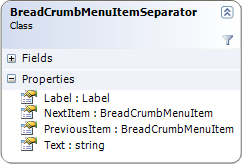 BreadCrumbMenuItemSeparator
Class
Fields
Properties
Label : Label
NextItem : BreadCrumbMenuItem
PreviousItem : BreadCrumbMenuItem
Text : string